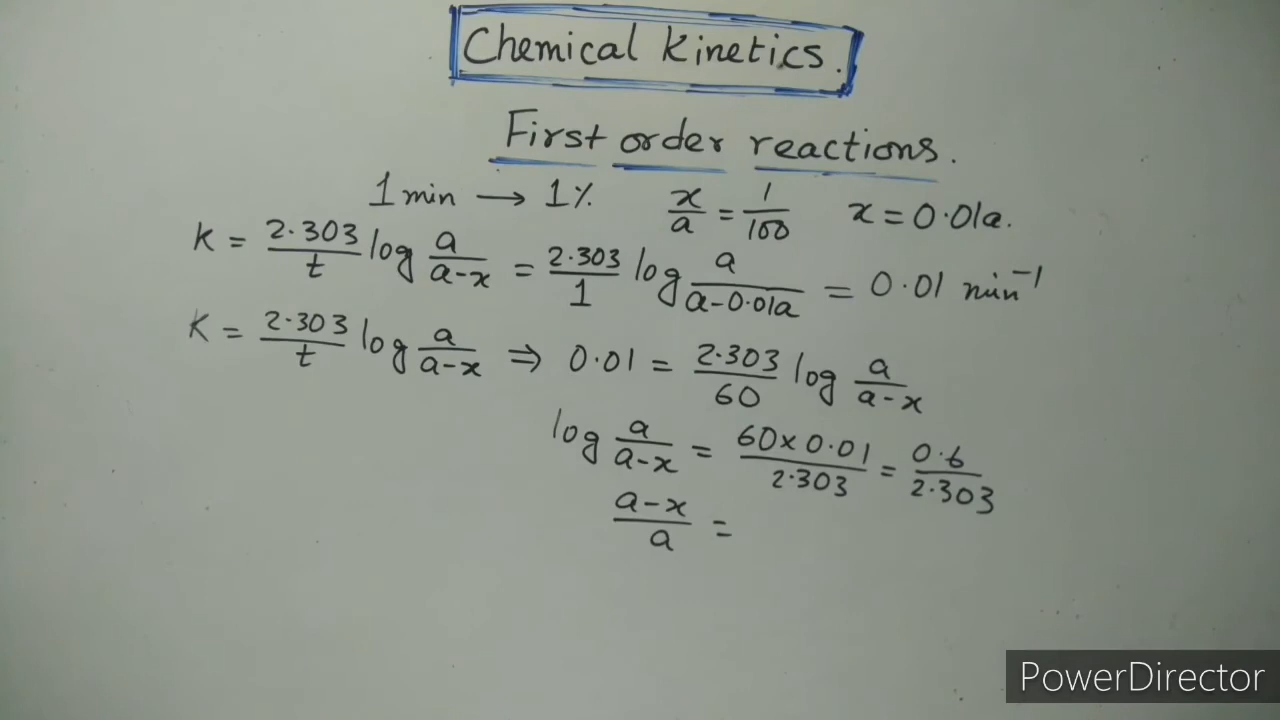 Chemical Kinetics.
First order reactions.
1 min → 1% x/a = 1/100 x = 0.01a.
K = 2.303/t log a/a-x = 2.303/1 log a/a-0.01a = 0.01 min⁻¹
K = 2.303/t log a/a-x ⇒ 0.01 = 2.303/60 log a/a-x
log a/a-x = 60×0.01/2.303 = 0.6/2.303
a-x/a =
PowerDirector